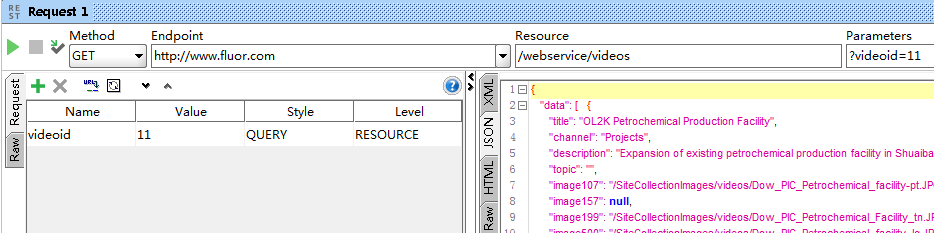 REST Request 1
Method Endpoint Resource Parameters
GET http://www.fluor.com /webservice/videos ?videoid=11
Request
Raw
Name Value Style Level
videoid 11 QUERY RESOURCE
XML
JSON
HTML
Raw
1 {
2 "data": [ {
3 "title": "OL2K Petrochemical Production Facility",
4 "channel": "Projects",
5 "description": "Expansion of existing petrochemical production facility in Shuaiba
6 "topic": "",
7 "image107": "/SiteCollectionImages/videos/Dow_PIC_Petrochemical_facility-pt.JP
8 "image157": null,
9 "image199": "/SiteCollectionImages/videos/Dow_PIC_Petrochemical_Facility_tn.JP